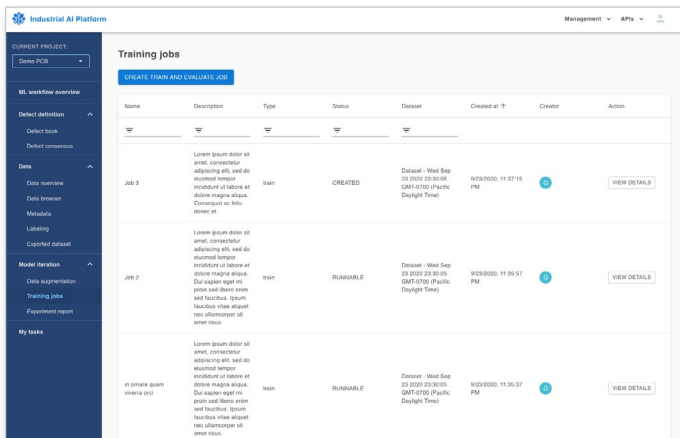 Industrial AI Platform
Management
APIs
CURRENT PROJECT:
Demo PCB
ML workflow overview
Defect definition
Defect book
Defect consensus
Data
Data overview
Data browser
Metadata
Labeling
Exported dataset
Model iteration
Data augmentation
Training jobs
Experiment report
My tasks
Training jobs
CREATE TRAIN AND EVALUATE JOB
Name Description Type Status Dataset Created at ↑ Creator Action
Job 3
Lorem ipsum dolor sit
amet, consectetur
adipiscing elit, sed do
eiusmod tempor
incididunt ut labore et
dolore magna aliqua.
Consequat ac felis
donec et.
train
CREATED
Dataset - Wed Sep
23 2020 23:30:05
GMT-0700 (Pacific
Daylight Time)
9/23/2020, 11:37:15
PM
Q
VIEW DETAILS
Job 2
Lorem ipsum dolor sit
amet, consectetur
adipiscing elit, sed do
eiusmod tempor
incididunt ut labore et
dolore magna aliqua.
Dui sapien eget mi
proin sed libero enim
sed faucibus. Ipsum
faucibus vitae aliquet
nec ullamcorper sit
amet risus.
train
RUNNABLE
Dataset - Wed Sep
23 2020 23:30:05
GMT-0700 (Pacific
Daylight Time)
9/23/2020, 11:35:57
PM
Q
VIEW DETAILS
in ornare quam
viverra orci
Lorem ipsum dolor sit
amet, consectetur
adipiscing elit, sed do
eiusmod tempor
incididunt ut labore et
dolore magna aliqua.
Dui sapien eget mi
proin sed libero enim
sed faucibus. Ipsum
faucibus vitae aliquet
nec ullamcorper sit
amet risus.
train
RUNNABLE
Dataset - Wed Sep
23 2020 23:30:05
GMT-0700 (Pacific
Daylight Time)
9/23/2020, 11:35:37
PM
Q
VIEW DETAILS